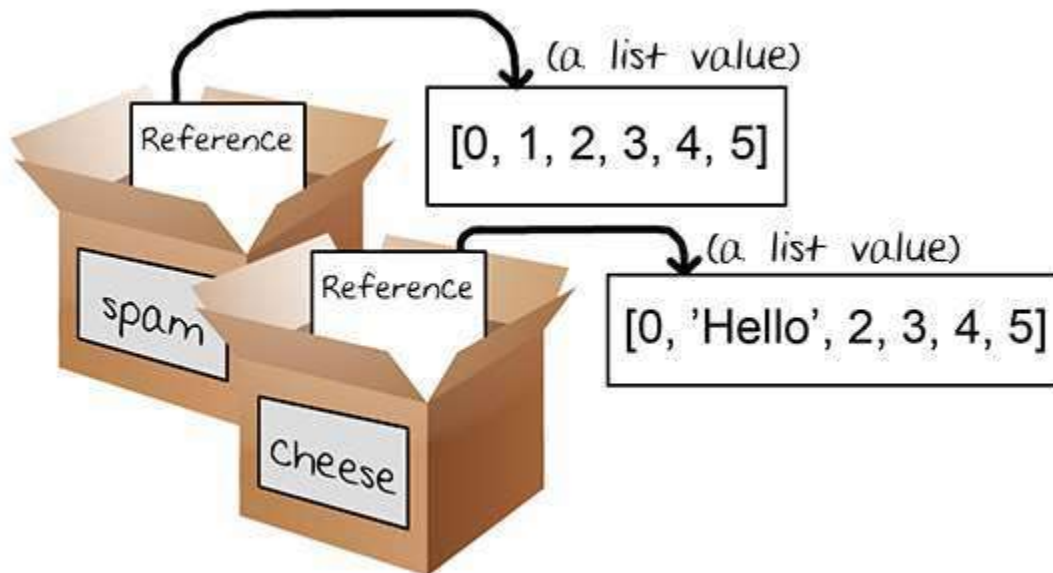 (a list value)
Reference
[0, 1, 2, 3, 4, 5]
(a list value)
Reference
spam
[0, ’Hello’, 2, 3, 4, 5]
cheese